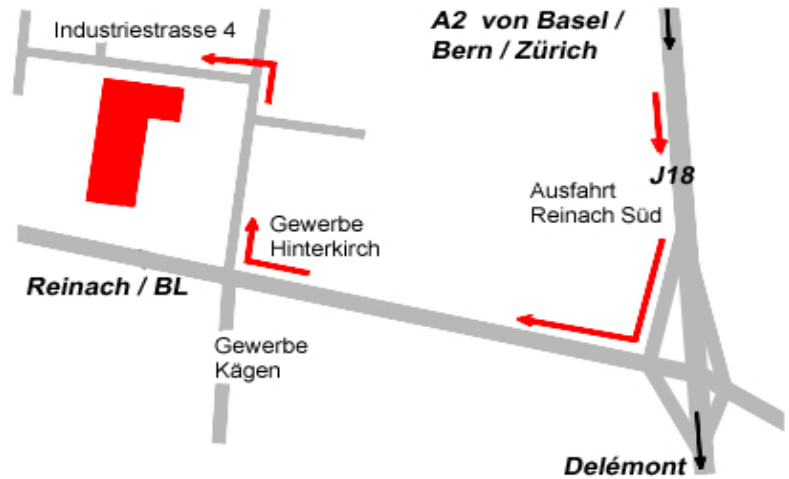 Industriestrasse 4
A2 von Basel /
Bern / Zürich
J18
Ausfahrt
Reinach Süd
Gewerbe
Hinterkirch
Reinach / BL
Gewerbe
Kägen
Delémont